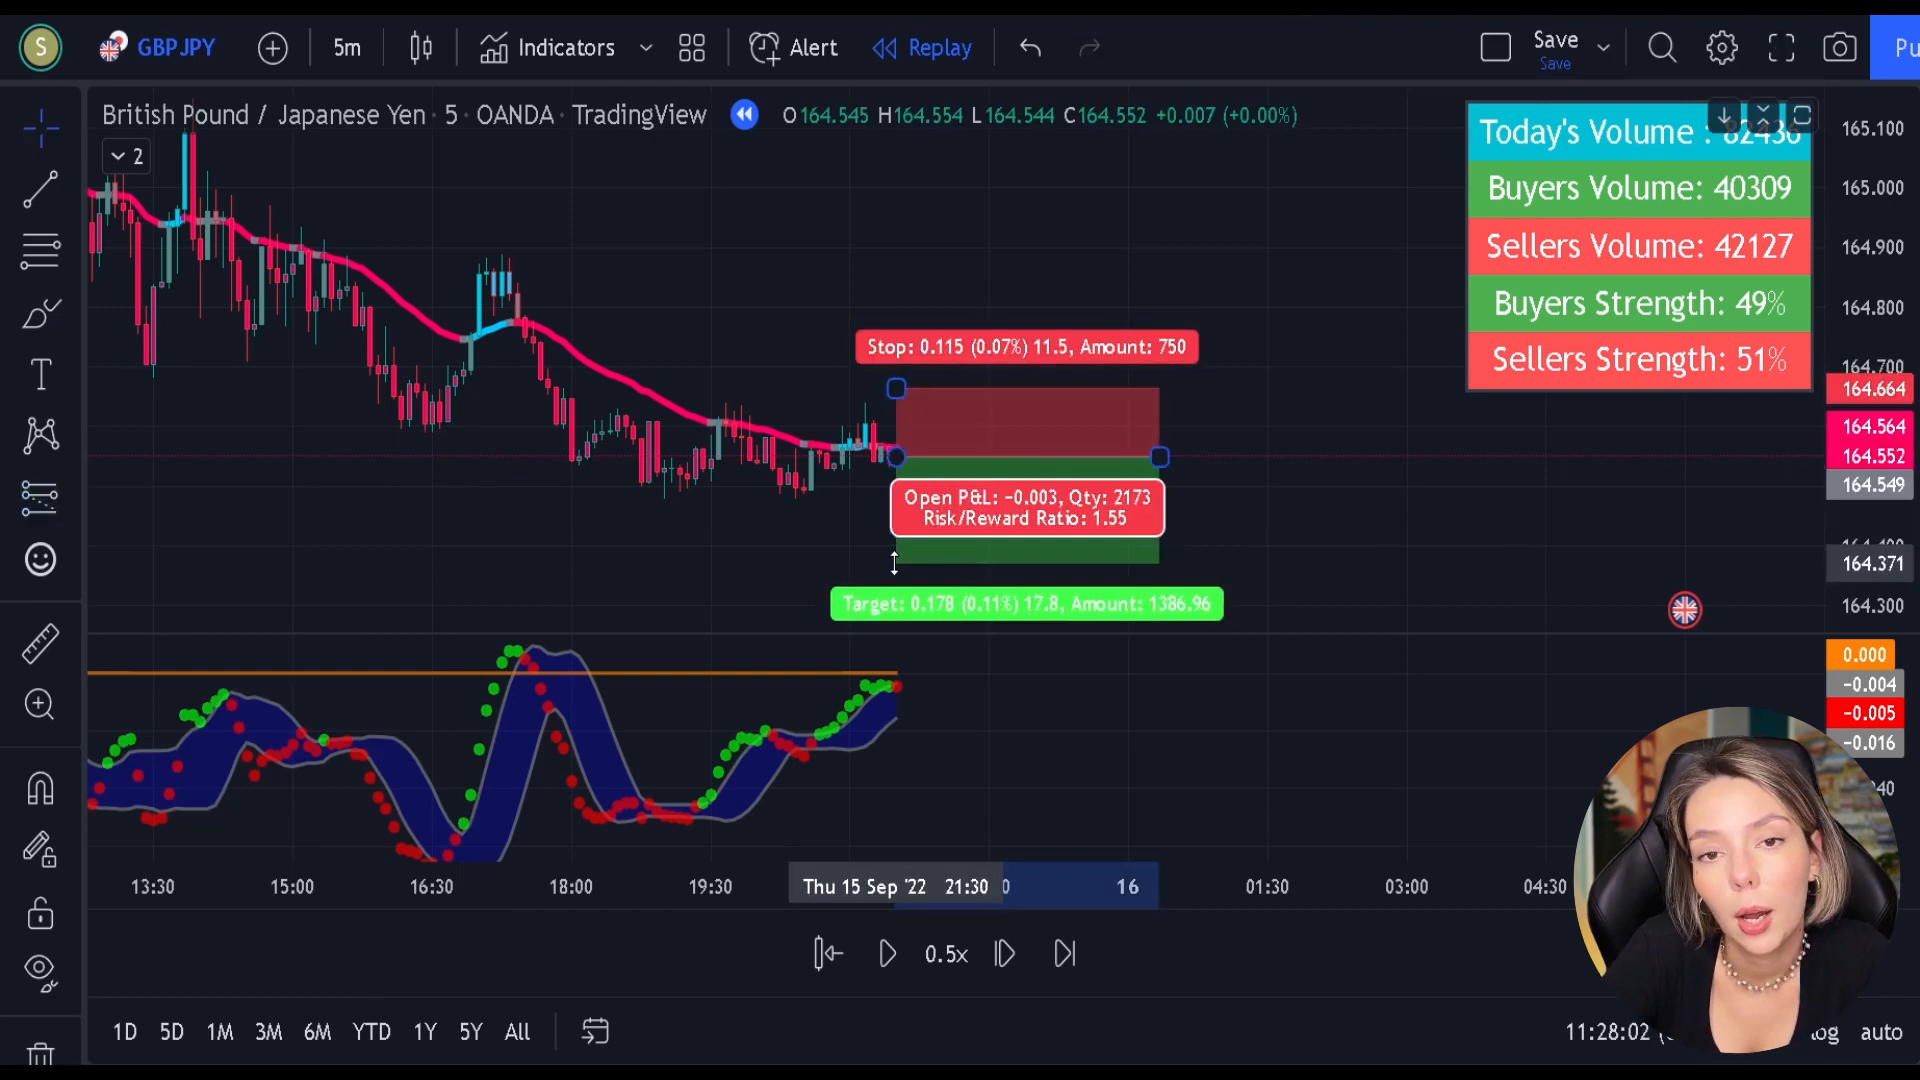 S
GBPJPY
5m
Indicators
Alert
Replay
Save
Save
Pu
British Pound / Japanese Yen · 5 · OANDA · TradingView
O164.545 H164.554 L164.544 C164.552 +0.007 (+0.00%)
2
Today's Volume : 82436
Buyers Volume: 40309
Sellers Volume: 42127
Buyers Strength: 49%
Sellers Strength: 51%
165.100
165.000
164.900
164.800
164.700
164.664
164.564
164.552
164.549
164.371
164.300
Stop: 0.115 (0.07%) 11.5, Amount: 750
Open P&L: -0.003, Qty: 2173
Risk/Reward Ratio: 1.55
Target: 0.178 (0.11%) 17.8, Amount: 1386.96
0.000
-0.004
-0.005
-0.016
40
13:30
15:00
16:30
18:00
19:30
Thu 15 Sep '22 21:30
0
16
01:30
03:00
04:30
0.5x
1D
5D
1M
3M
6M
YTD
1Y
5Y
All
11:28:02
log
auto